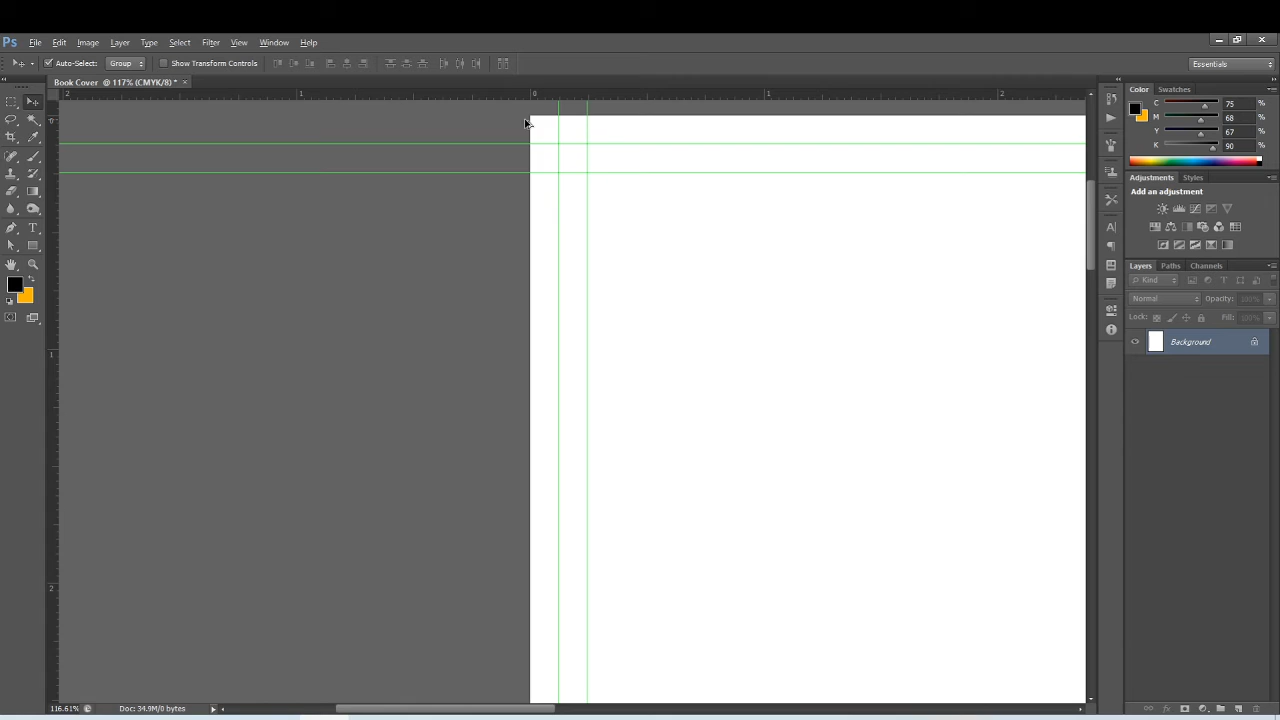 Ps File Edit Image Layer Type Select Filter View Window Help
Auto-Select: Group Show Transform Controls Essentials
Book Cover @ 117% (CMYK/8) * ×
2 1 0 1 2
0
1
2
Color Swatches
C 75 %
M 68 %
Y 67 %
K 90 %
Adjustments Styles
Add an adjustment
Layers Paths Channels
Kind
Normal Opacity: 100%
Lock: Fill: 100%
Background
116.61% Doc: 34.9M/0 bytes